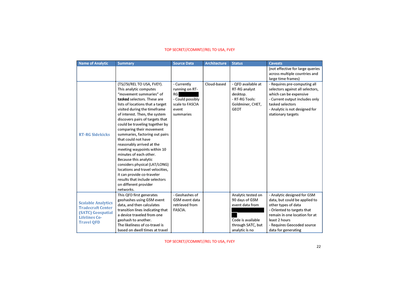 TOP SECRET//COMINT//REL TO USA, FVEY
Name of Analytic
Summary
Source Data
Architecture
Status
Caveats
(not effective for large queries
across multiple countries and
large time frames)
RT-RG Sidekicks
(TS//SI//REL TO USA, FVEY)
This analytic computes
"movement summaries" of
tasked selectors. These are
lists of locations that a target
visited during the timeframe
of interest. Then, the system
discovers pairs of targets that
could be traveling together by
comparing their movement
summaries, factoring out pairs
that could not have
reasonably arrived at the
meeting waypoints within 10
minutes of each other.
Because this analytic
considers physical (LAT/LONG)
locations and travel velocities,
it can provide co-traveler
results that include selectors
on different provider
networks.
- Currently
running on RT-
RG
- Could possibly
scale to FASCIA
event
summaries
Cloud based
- QFD available at
RT-RG analyst
desktop.
- RT-RG Tools:
Goldminer, CHET,
GEOT
- Requires pre-computing all
selectors against all selectors,
which can be expensive
- Current output includes only
tasked selectors
- Analytic is not designed for
stationary targets
Scalable Analytics
Tradecraft Center
(SATC) Geospatial
Lifelines Co-
Travel QFD
This QFD first generates
geohashes using GSM event
data, and then calculates
transition lines indicating that
a device traveled from one
geohash to another.
The likeliness of co-travel is
based on dwell times at travel
- Geohashes of
GSM event data
retrieved from
FASCIA.
Analytic tested on
90 days of GSM
event data from
Code is available
through SATC, but
analytic is no
- Analytic designed for GSM
data, but could be applied to
other types of data
- Oriented to targets that
remain in one location for at
least 2 hours
- Requires Geocoded source
data for generating
TOP SECRET//COMINT//REL TO USA, FVEY
22